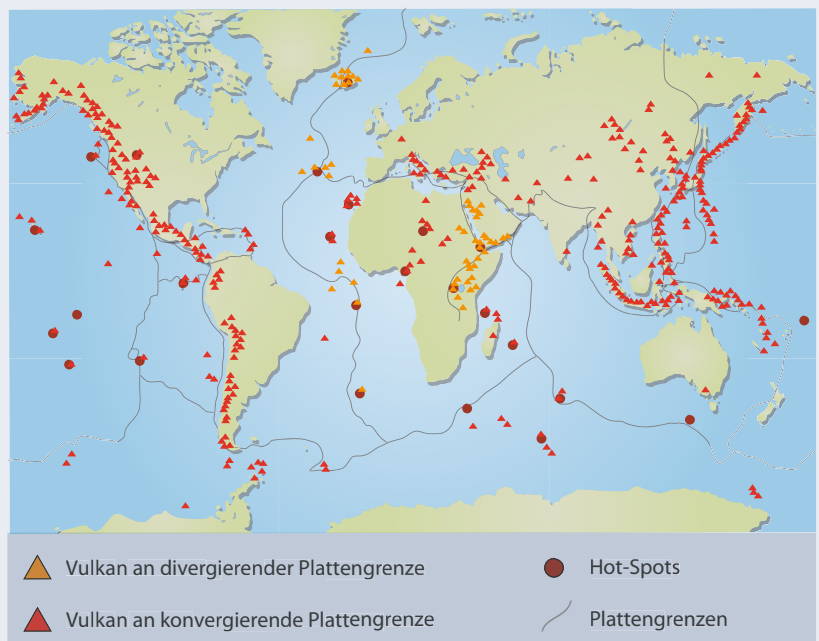 Vulkan an divergierender Plattengrenze
Hot-Spots
Vulkan an konvergierende Plattengrenze
Plattengrenzen